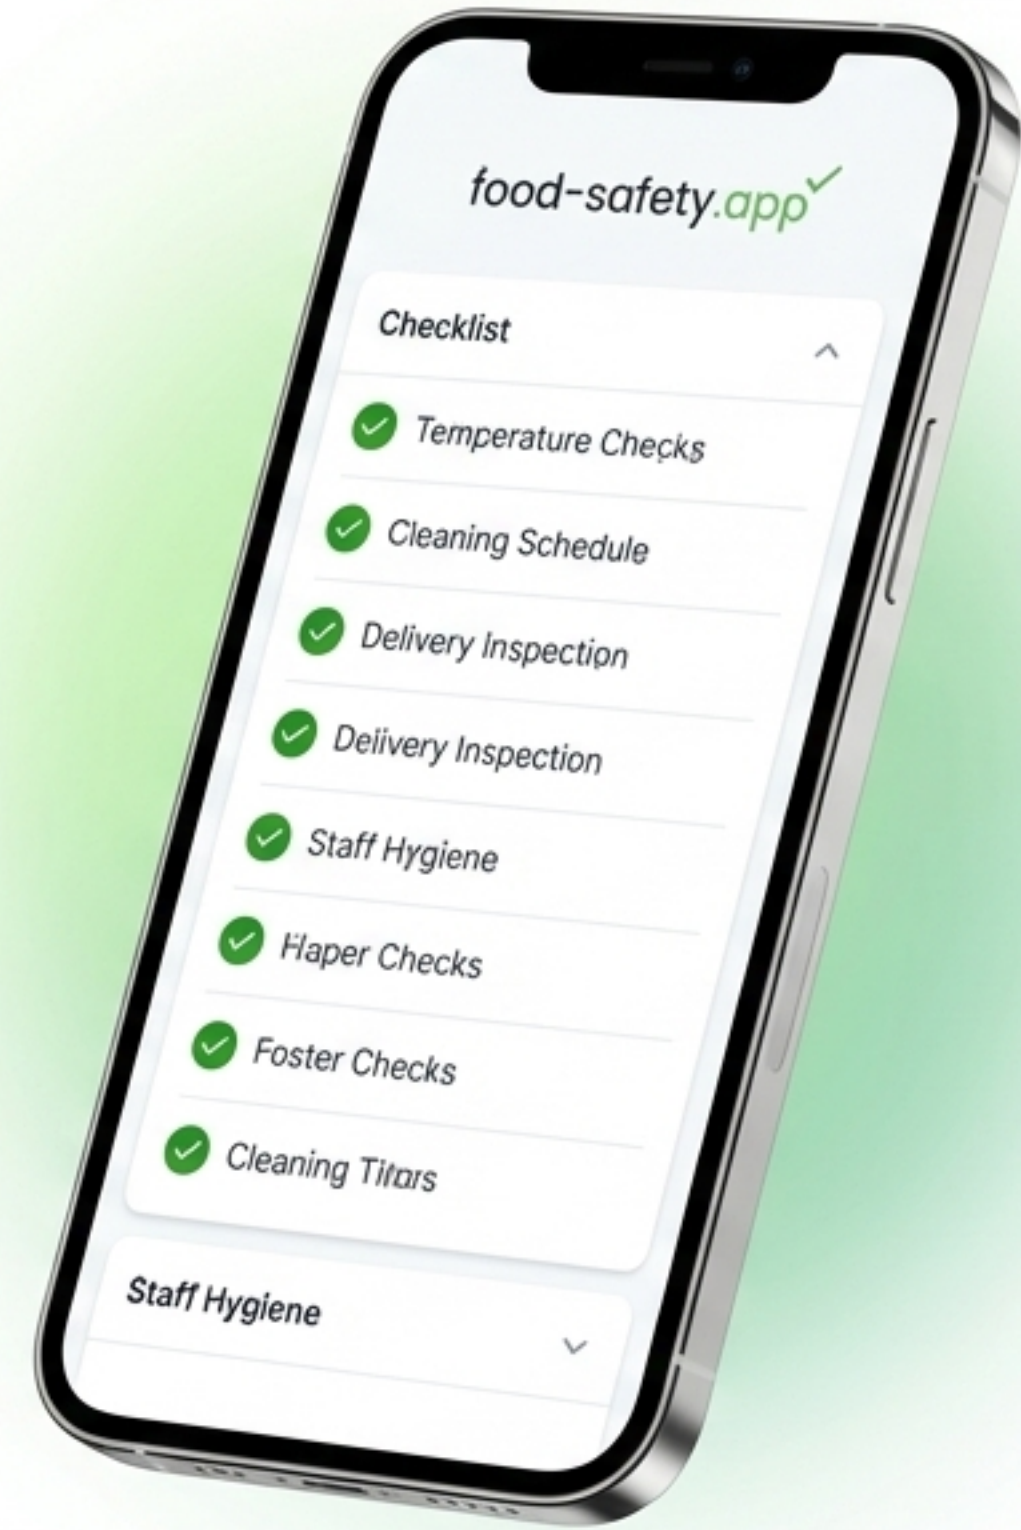 food-safety.app
Checklist
Temperature Checks
Cleaning Schedule
Delivery Inspection
Delivery Inspection
Staff Hygiene
Haper Checks
Foster Checks
Cleaning
Staff Hygiene